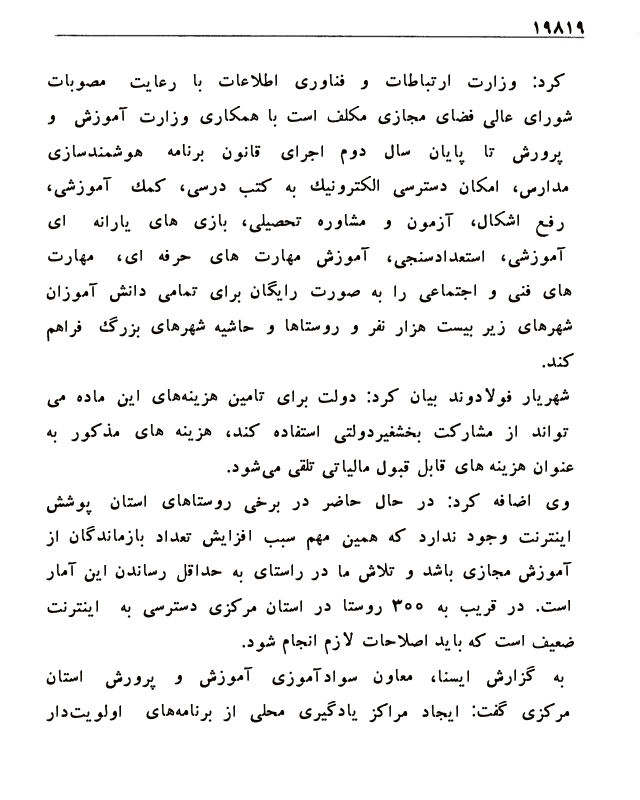 ۱۹۸۱۹
کرد: وزارت ارتباطات و فناوری اطلاعات با رعایت مصوبات
شورای عالی فضای مجازی مکلف است با همکاری وزارت آموزش و
پرورش تا پایان سال دوم اجرای قانون برنامه هوشمندسازی
مدارس، امکان دسترسی الکترونیك به کتب درسی، کمك آموزشی،
رفع اشکال، آزمون و مشاوره تحصیلی، بازی های یارانه ای
آموزشی، استعدادسنجی، آموزش مهارت های حرفه ای، مهارت
های فنی و اجتماعی را به صورت رایگان برای تمامی دانش آموزان
شهرهای زیر بیست هزار نفر و روستاها و حاشیه شهرهای بزرگ فراهم
کند.
شهریار فولادوند بیان کرد: دولت برای تامین هزینه‌های این ماده می
تواند از مشارکت بخشغیردولتی استفاده کند، هزینه های مذکور به
عنوان هزینه های قابل قبول مالیاتی تلقی می‌شود.
وی اضافه کرد: در حال حاضر در برخی روستاهای استان پوشش
اینترنت وجود ندارد که همین مهم سبب افزایش تعداد بازماندگان از
آموزش مجازی باشد و تلاش ما در راستای به حداقل رساندن این آمار
است. در قریب به ۳۰۰ روستا در استان مرکزی دسترسی به اینترنت
ضعیف است که باید اصلاحات لازم انجام شود.
به گزارش ایسنا، معاون سوادآموزی آموزش و پرورش استان
مرکزی گفت: ایجاد مراکز یادگیری محلی از برنامه‌های اولویت‌دار